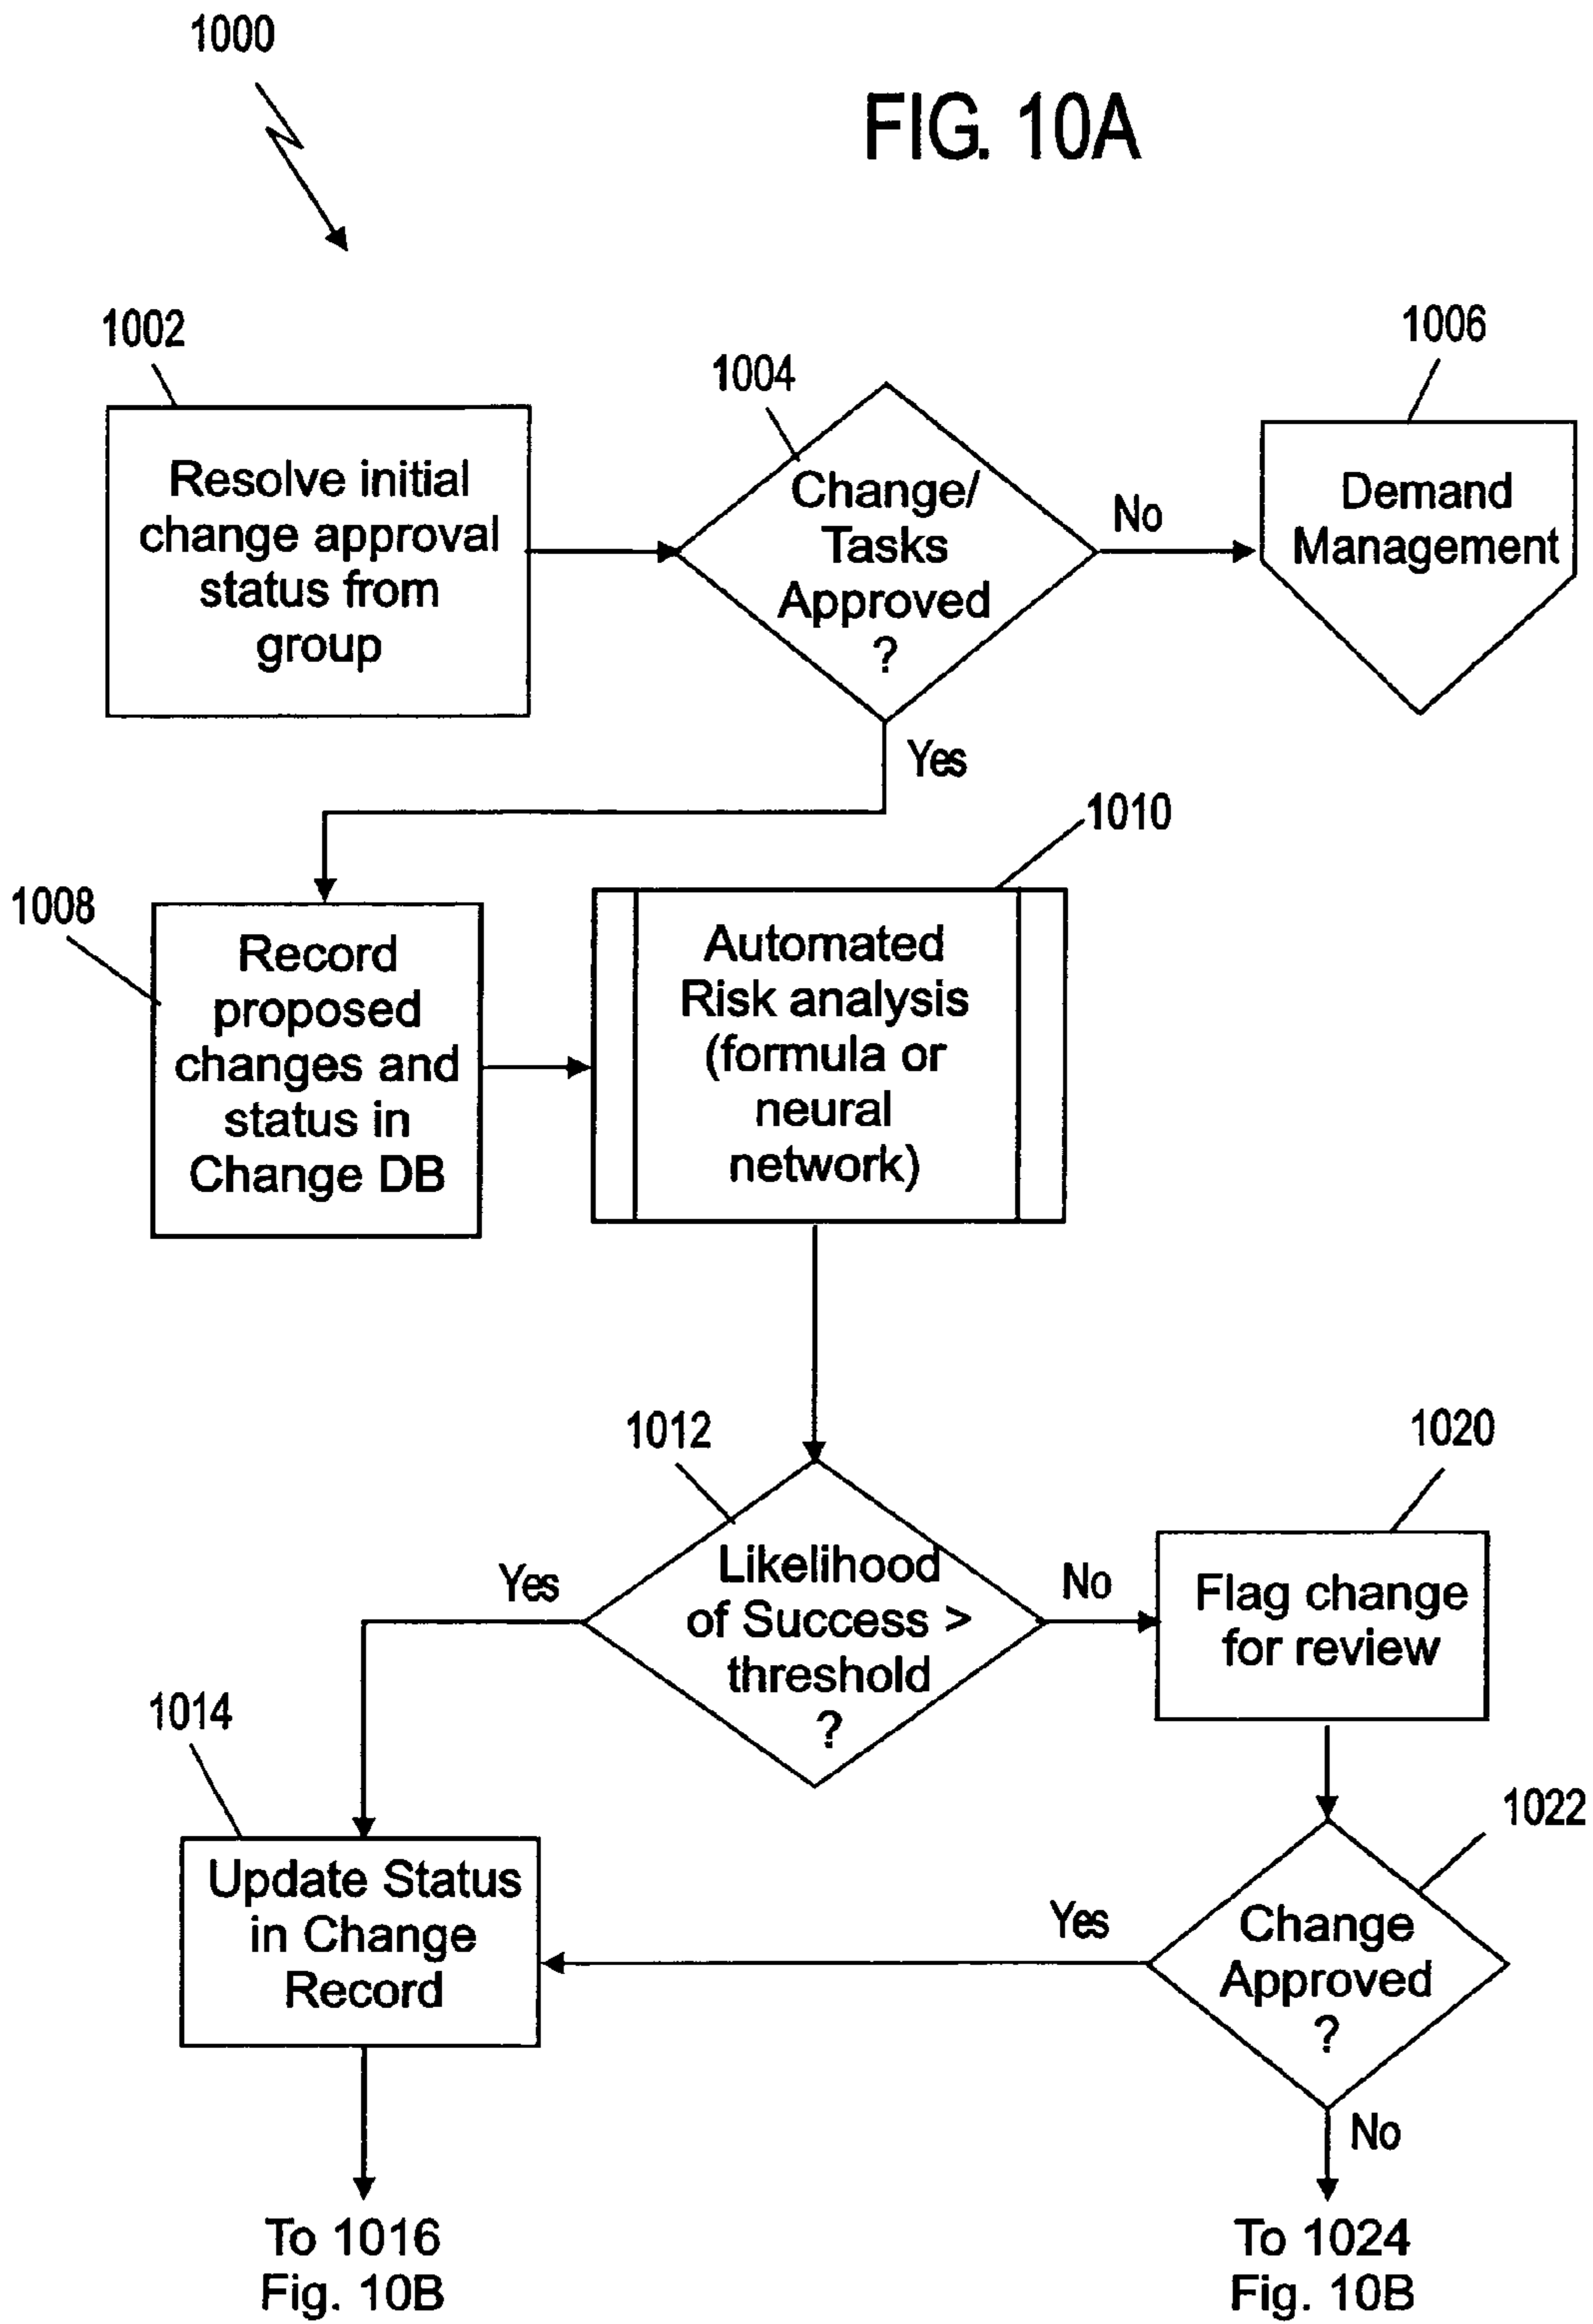 1000
FIG. 10A
1002
1004
1006
Resolve initial
change approval
status from
group
Change/
Tasks
Approved
?
No
Demand
Management
Yes
1008
1010
Record
proposed
changes and
status in
Change DB
Automated
Risk analysis
(formula or
neural
network)
1012
1020
Yes
Likelihood
of Success >
threshold
?
No
Flag change
for review
1014
1022
Update Status
in Change
Record
Yes
Change
Approved
?
No
To 1016
Fig. 10B
To 1024
Fig. 10B